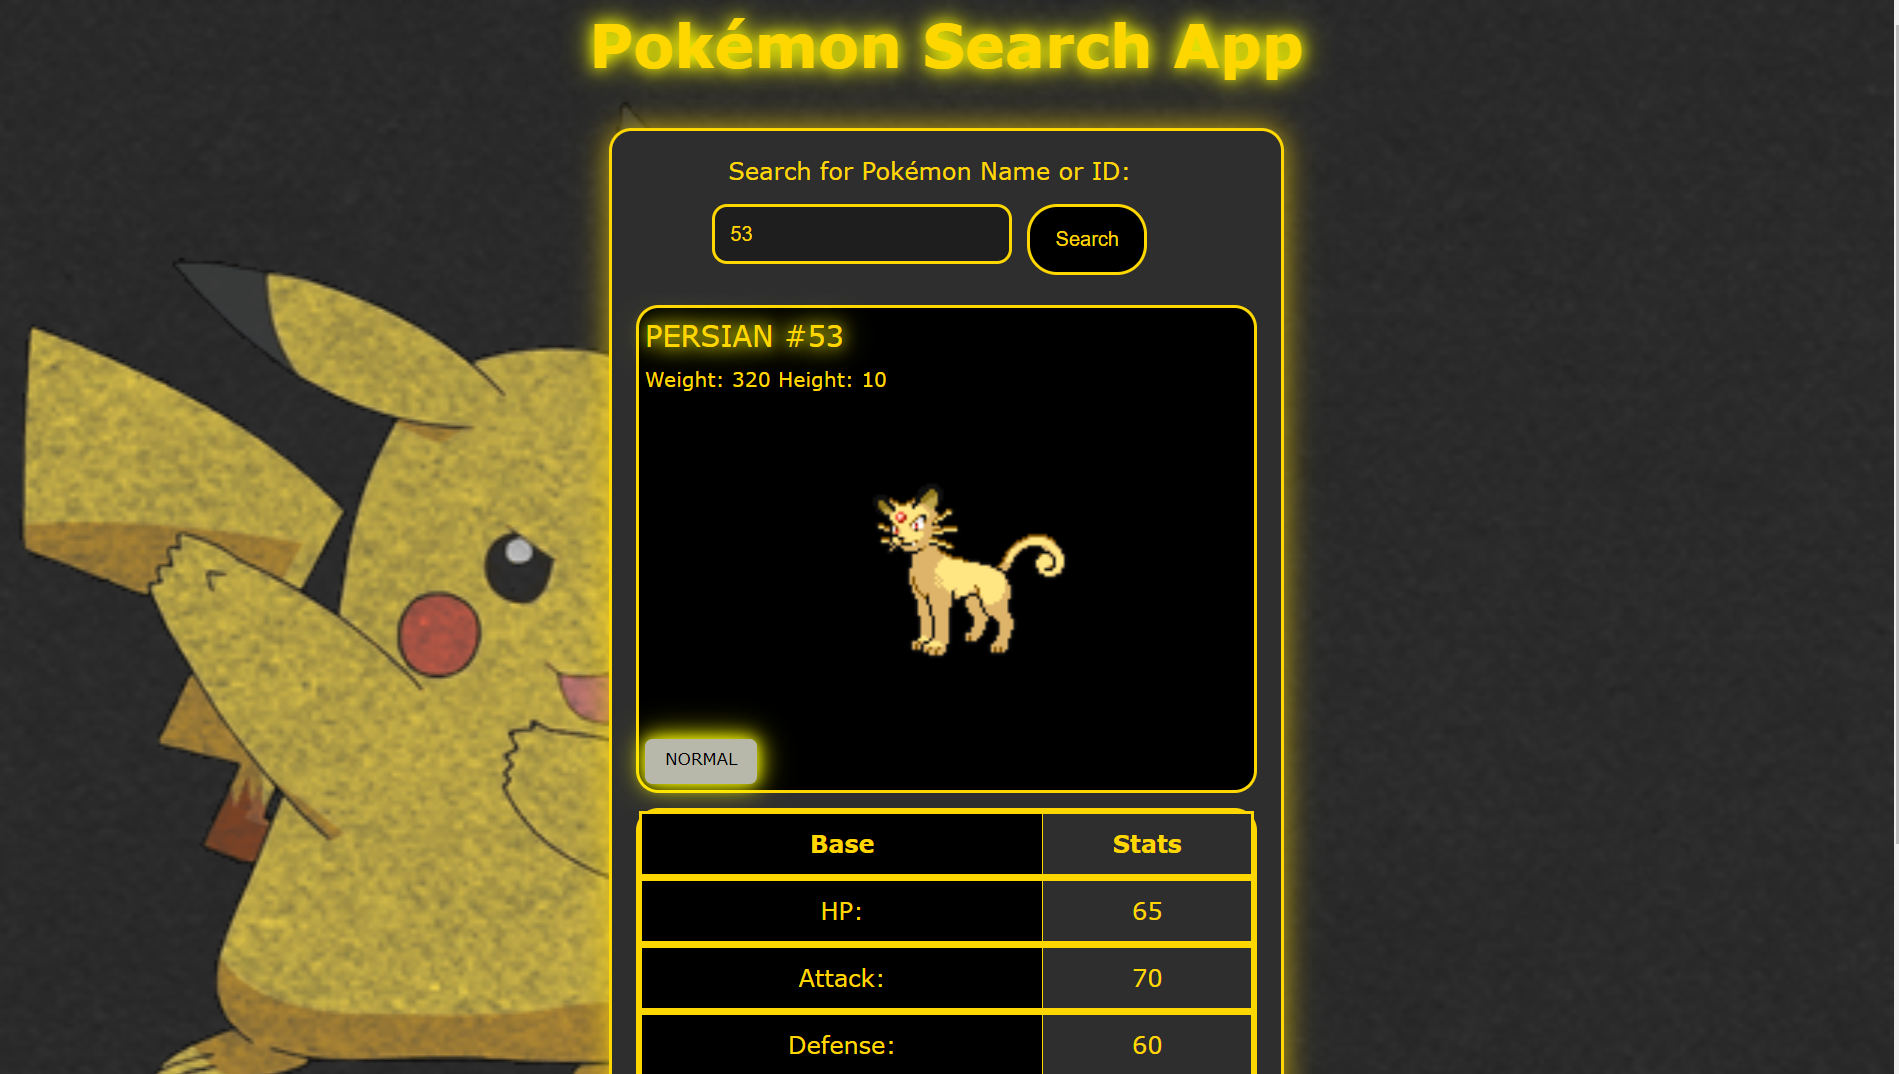 Pokémon Search App
Search for Pokémon Name or ID:
53
Search
PERSIAN #53
Weight: 320 Height: 10
NORMAL
Base Stats
HP: 65
Attack: 70
Defense: 60